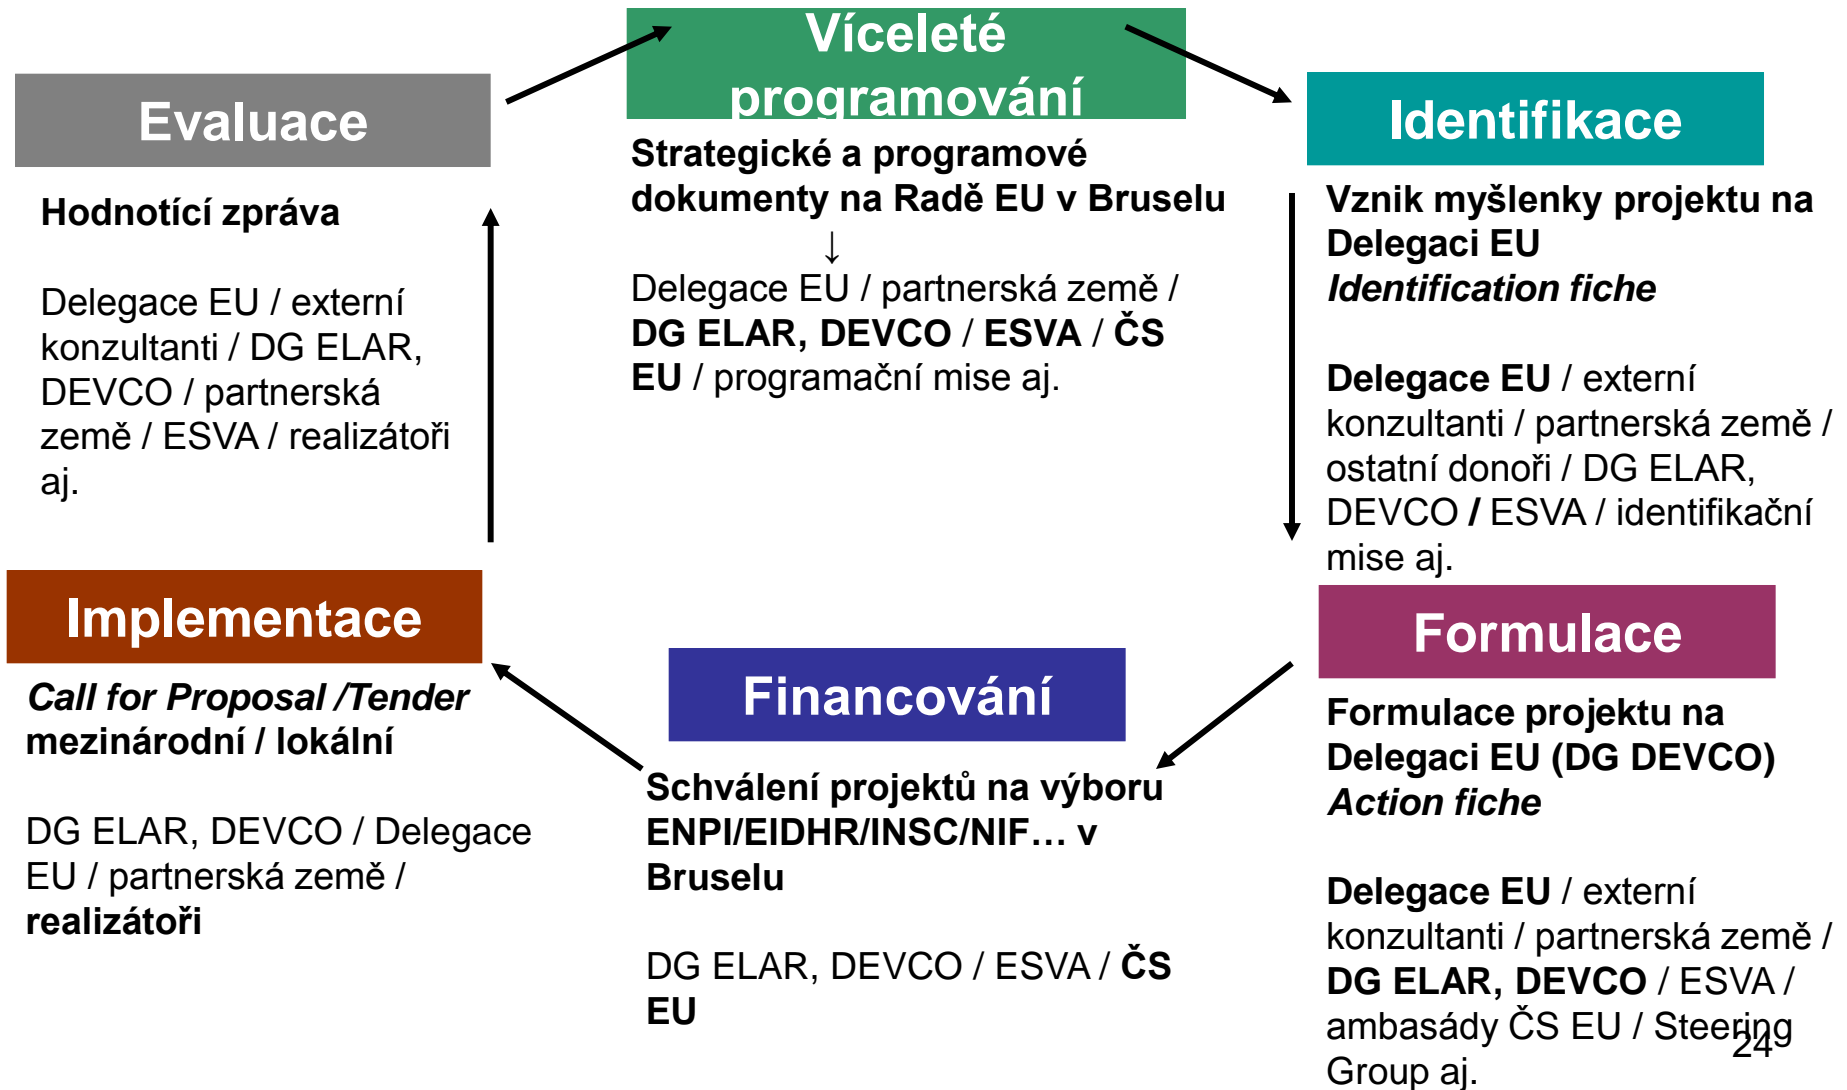 Víceleté
programování
Strategické a programové
dokumenty na Radě EU v Bruselu
↓
Delegace EU / partnerská země /
DG ELAR, DEVCO / ESVA / ČS
EU / programační mise aj.
Identifikace
Vznik myšlenky projektu na
Delegaci EU
Identification fiche
Delegace EU / externí
konzultanti / partnerská země /
ostatní donoři / DG ELAR,
DEVCO / ESVA / identifikační
mise aj.
Formulace
Formulace projektu na
Delegaci EU (DG DEVCO)
Action fiche
Delegace EU / externí
konzultanti / partnerská země /
DG ELAR, DEVCO / ESVA /
ambasády ČS EU / Steering
Group aj.
Financování
Schválení projektů na výboru
ENPI/EIDHR/INSC/NIF… v
Bruselu
DG ELAR, DEVCO / ESVA / ČS
EU
Implementace
Call for Proposal /Tender
mezinárodní / lokální
DG ELAR, DEVCO / Delegace
EU / partnerská země /
realizátoři
Evaluace
Hodnotící zpráva
Delegace EU / externí
konzultanti / DG ELAR,
DEVCO / partnerská
země / ESVA / realizátoři
aj.
24